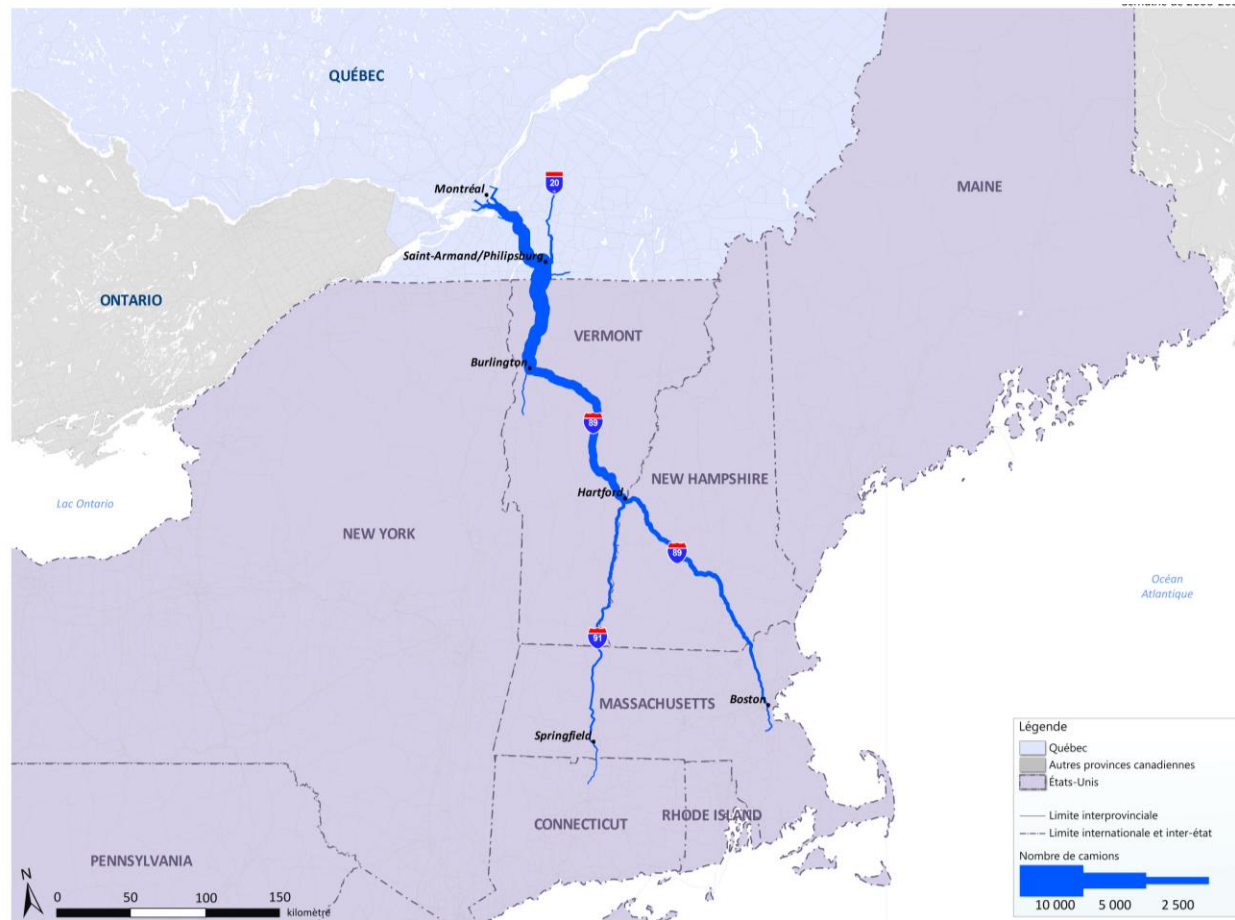 QUÉBEC
Montréal
20
MAINE
Saint-Armand/Philipsburg
ONTARIO
VERMONT
Burlington
89
NEW HAMPSHIRE
Hartford
Lac Ontario
NEW YORK
89
Océan
Atlantique
91
MASSACHUSETTS
Boston
Springfield
CONNECTICUT
RHODE ISLAND
PENNSYLVANIA
N
0 50 100 150
kilomètre
Légende
Québec
Autres provinces canadiennes
États-Unis
Limite interprovinciale
Limite internationale et inter-état
Nombre de camions
10 000 5 000 2 500